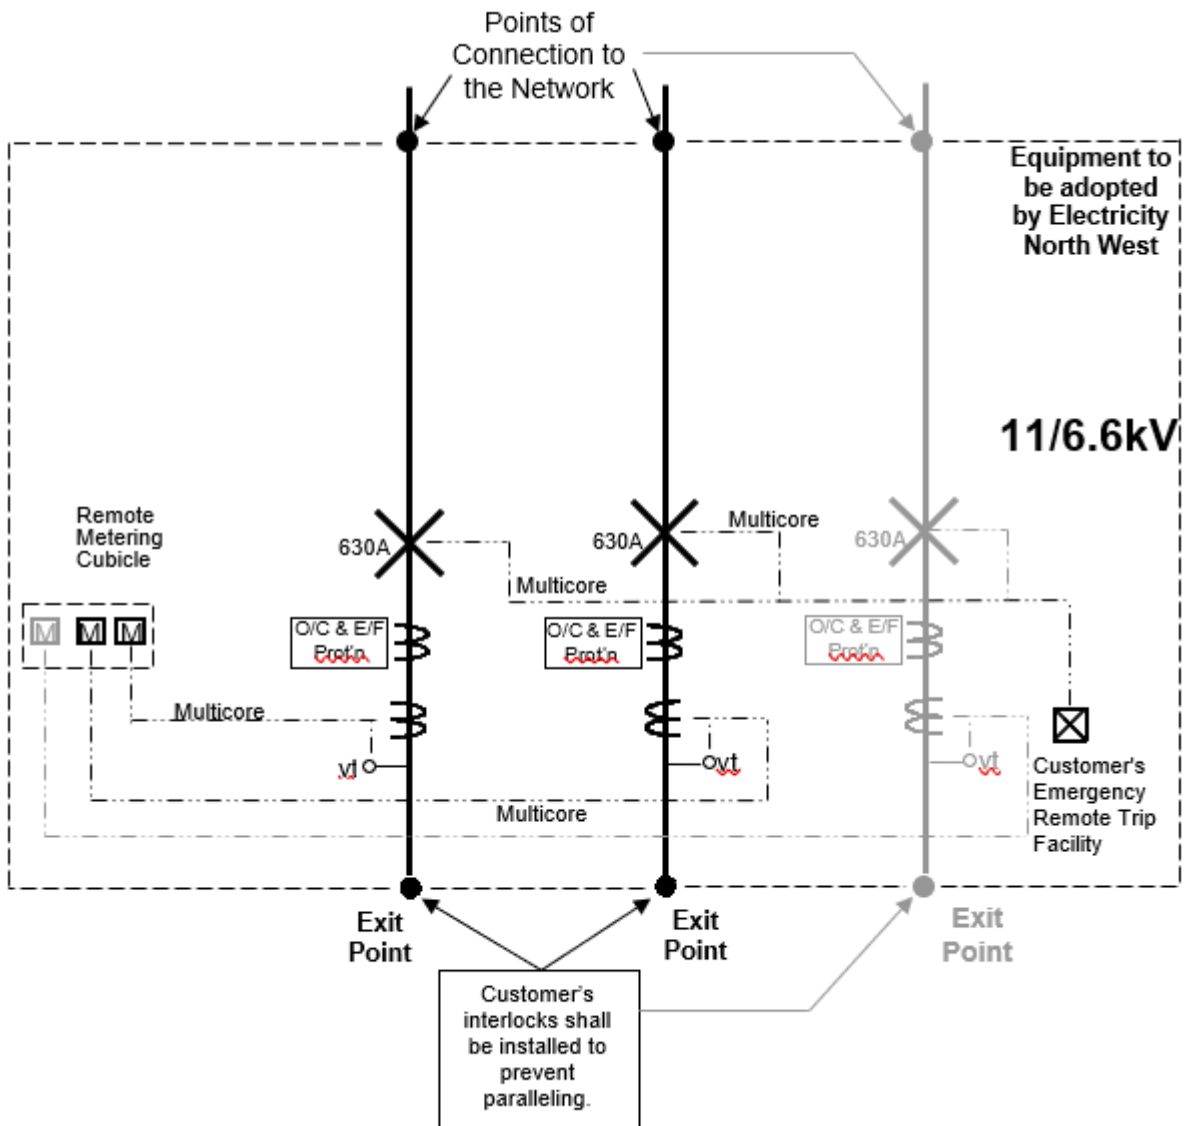 Points of
Connection to
the Network
Equipment to
be adopted
by Electricity
North West
11/6.6kV
Remote
Metering
Cubicle
630A
630A
Multicore
630A
Multicore
M
M
M
O/C & E/F
Prot'n
O/C & E/F
Prot'n
O/C & E/F
Prot'n
Multicore
vt
vt
vt
Customer's
Emergency
Remote Trip
Facility
Multicore
Exit
Point
Exit
Point
Exit
Point
Customer's
interlocks shall
be installed to
prevent
paralleling.